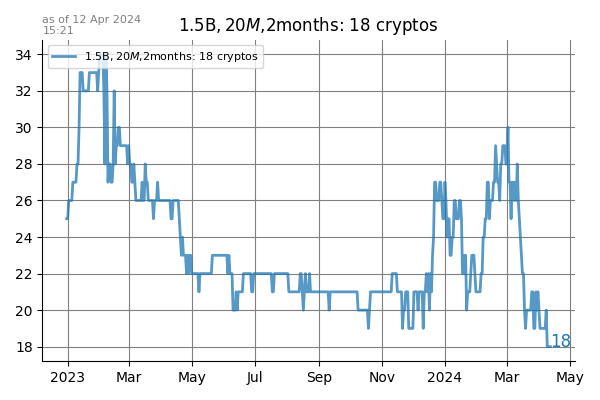 as of 12 Apr 2024
15:21
1.5B, 20M,2months: 18 cryptos
1.5B, 20M,2months: 18 cryptos
34
32
30
28
26
24
22
20
18
18
2023 Mar May Jul Sep Nov 2024 Mar May